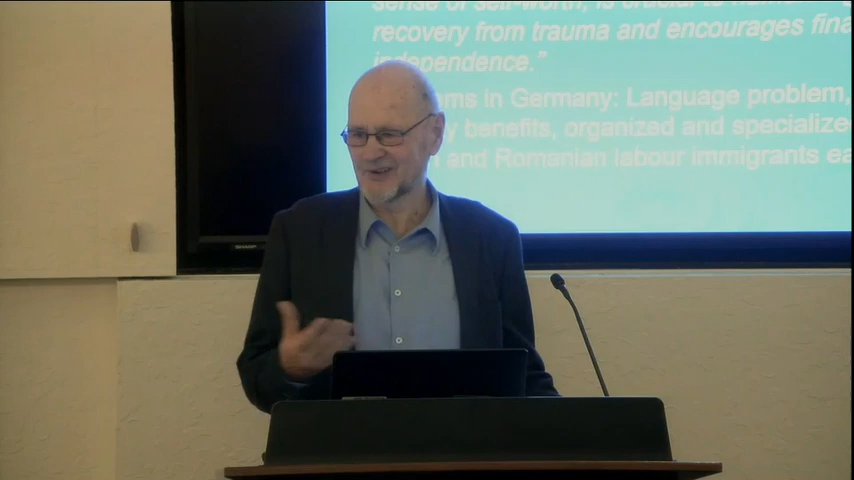 sense of self-worth, is crucial to
recovery from trauma and encourages fina
independence."
ms in Germany: Language problem,
y benefits, organized and specialize
and Romanian labour immigrants ea
SHARP